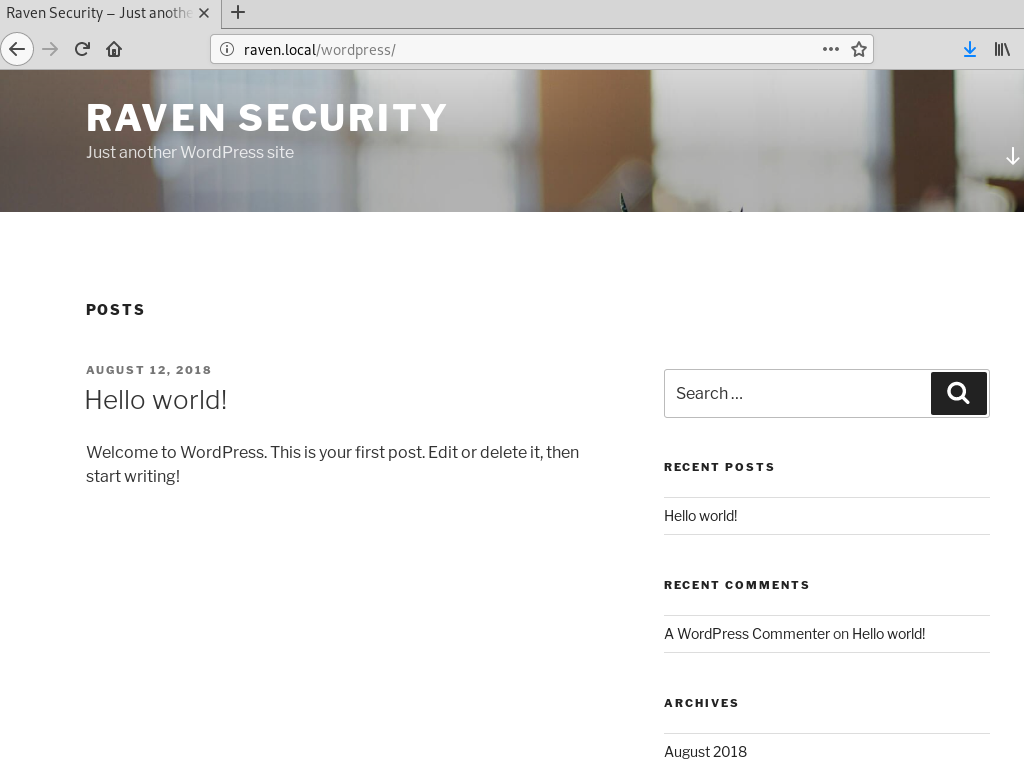 Raven Security – Just anothe
raven.local/wordpress/
RAVEN SECURITY
Just another WordPress site
POSTS
AUGUST 12, 2018
Hello world!
Welcome to WordPress. This is your first post. Edit or delete it, then
start writing!
Search …
RECENT POSTS
Hello world!
RECENT COMMENTS
A WordPress Commenter on Hello world!
ARCHIVES
August 2018